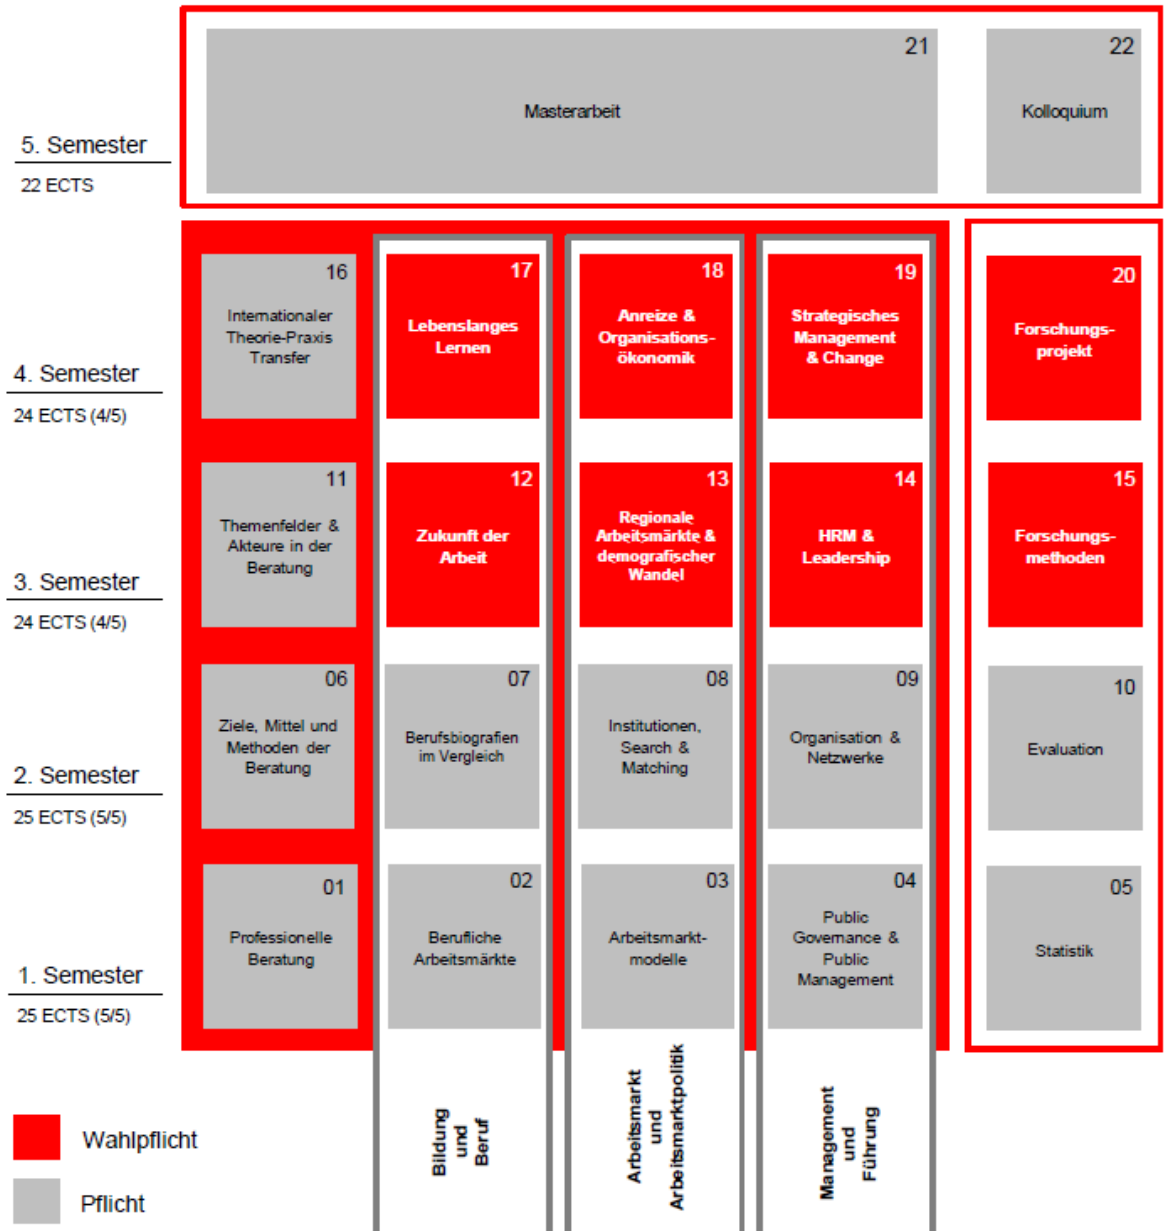 21
Masterarbeit
22
Kolloquium
5. Semester
22 ECTS
16
Internationaler
Theorie-Praxis
Transfer
17
Lebenslanges
Lernen
18
Anreize &
Organisations-
ökonomik
19
Strategisches
Management
& Change
20
Forschungs-
projekt
4. Semester
24 ECTS (4/5)
11
Themenfelder &
Akteure in der
Beratung
12
Zukunft der
Arbeit
13
Regionale
Arbeitsmärkte &
demografischer
Wandel
14
HRM &
Leadership
15
Forschungs-
methoden
3. Semester
24 ECTS (4/5)
06
Ziele, Mittel und
Methoden der
Beratung
07
Berufsbiografien
im Vergleich
08
Institutionen,
Search &
Matching
09
Organisation &
Netzwerke
10
Evaluation
2. Semester
25 ECTS (5/5)
01
Professionelle
Beratung
02
Berufliche
Arbeitsmärkte
03
Arbeitsmarkt-
modelle
04
Public
Governance &
Public
Management
05
Statistik
1. Semester
25 ECTS (5/5)
Bildung
und
Beruf
Arbeitsmarkt
und
Arbeitsmarktpolitik
Management
und
Führung
Wahlpflicht
Pflicht